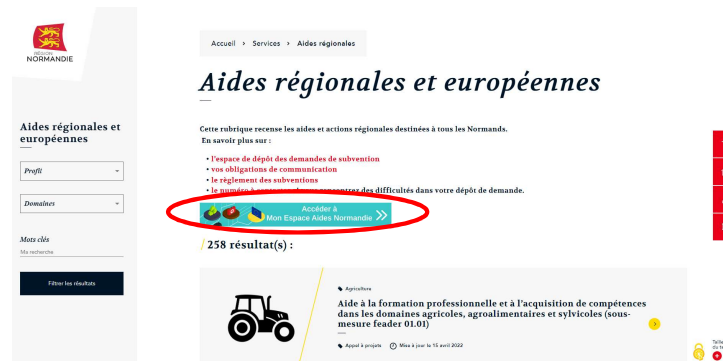 RÉGION
NORMANDIE
Accueil > Services > Aides régionales
Aides régionales et européennes
Aides régionales et
européennes
Profil
Domaines
Mots clés
Ma recherche
Filtrer les résultats
Cette rubrique recense les aides et actions régionales destinées à tous les Normands.
En savoir plus sur :
• l'espace de dépôt des demandes de subvention
• vos obligations de communication
• le règlement des subventions
• le numéro à rencontrer des difficultés dans votre dépôt de demande.
Accéder à
Mon Espace Aides Normandie
258 résultat(s) :
Agriculture
Aide à la formation professionnelle et à l'acquisition de compétences
dans les domaines agricoles, agroalimentaires et sylvicoles (sous-
mesure feader 01.01)
Appel à projets Mise à jour le 15 avril 2022